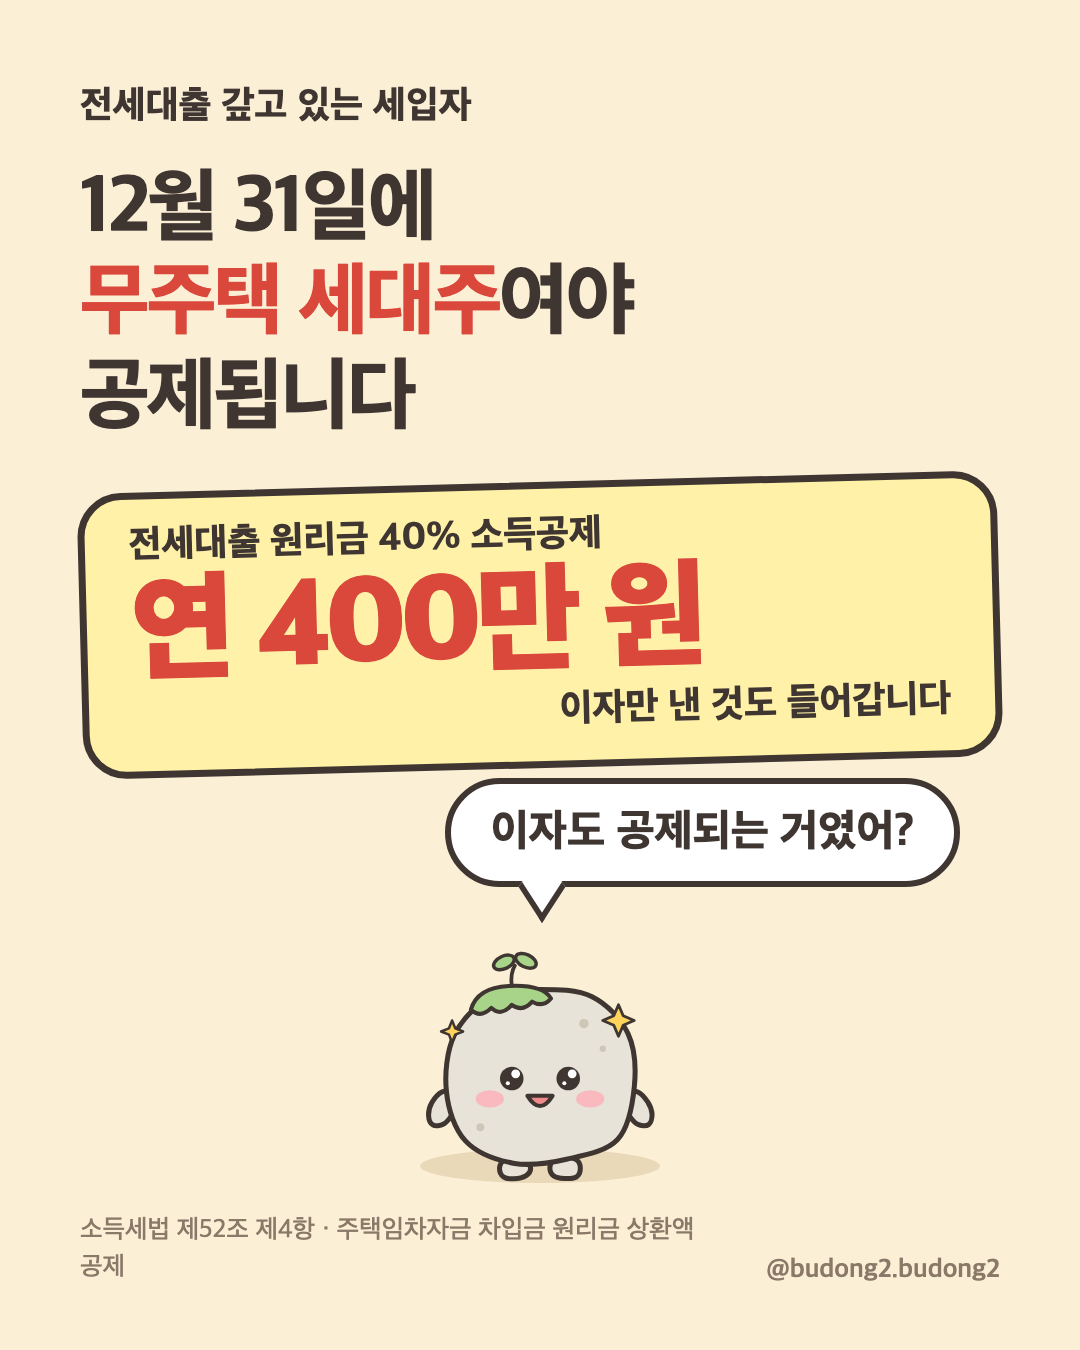 전세대출 갚고 있는 세입자
12월 31일에
무주택 세대주여야
공제됩니다
전세대출 원리금 40% 소득공제
연 400만 원
이자만 낸 것도 들어갑니다
이자도 공제되는 거였어?
소득세법 제52조 제4항 · 주택임차자금 차입금 원리금 상환액
공제
@budong2.budong2